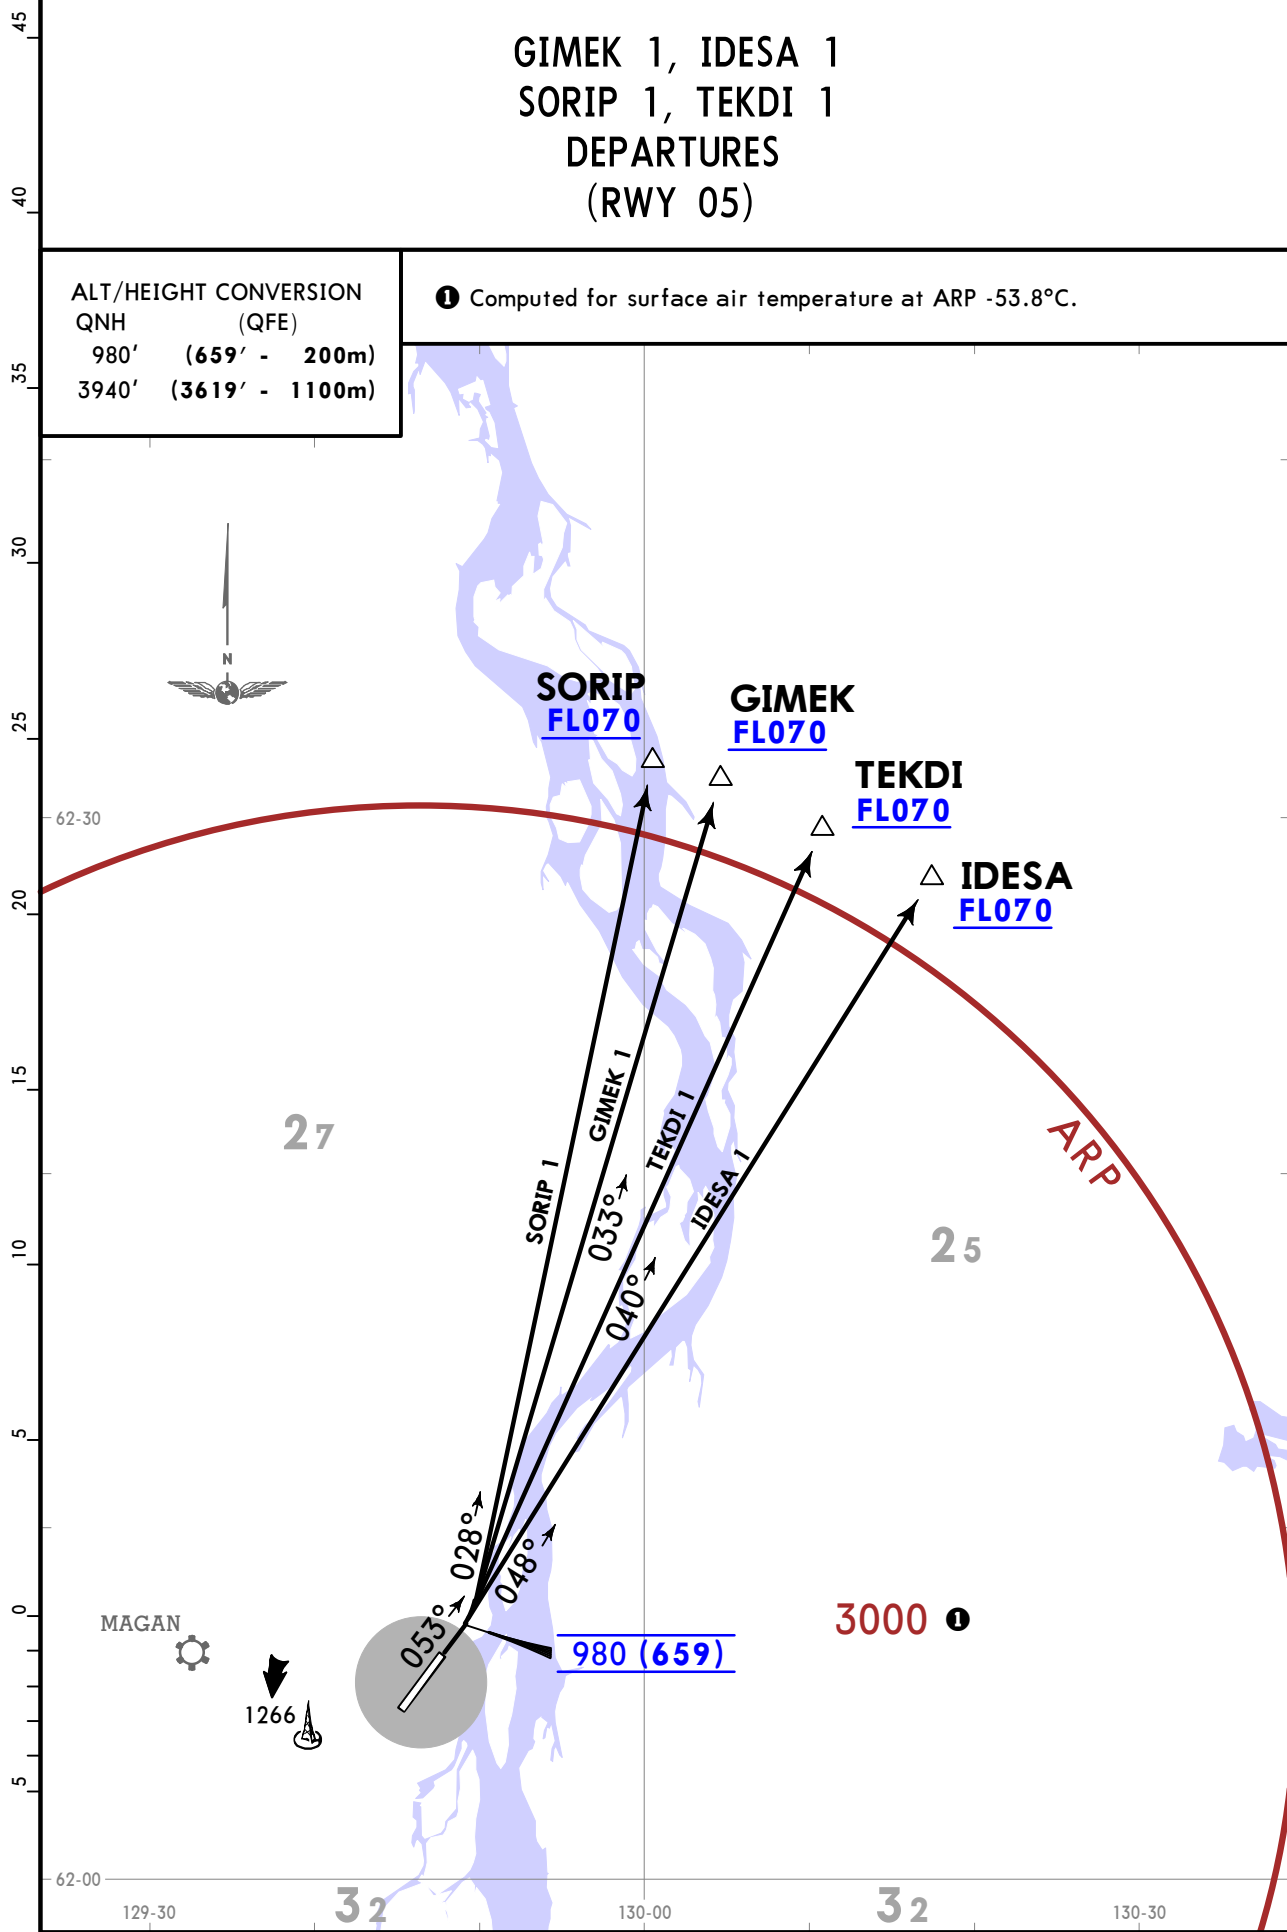 GIMEK 1, IDESA 1
SORIP 1, TEKDI 1
DEPARTURES
(RWY 05)
ALT/HEIGHT CONVERSION
QNH (QFE)
980' (659' - 200m)
3940' (3619' - 1100m)
1 Computed for surface air temperature at ARP -53.8°C.
45
40
35
30
25
20
15
10
5
0
5
N
SORIP
FL070
GIMEK
FL070
TEKDI
FL070
IDESA
FL070
62-30
ARP
27
25
SORIP 1
GIMEK 1
TEKDI 1
IDESA 1
033°
040°
028°
048°
053°
MAGAN
1266
980 (659)
3000 1
62-00
32
32
129-30
130-00
130-30